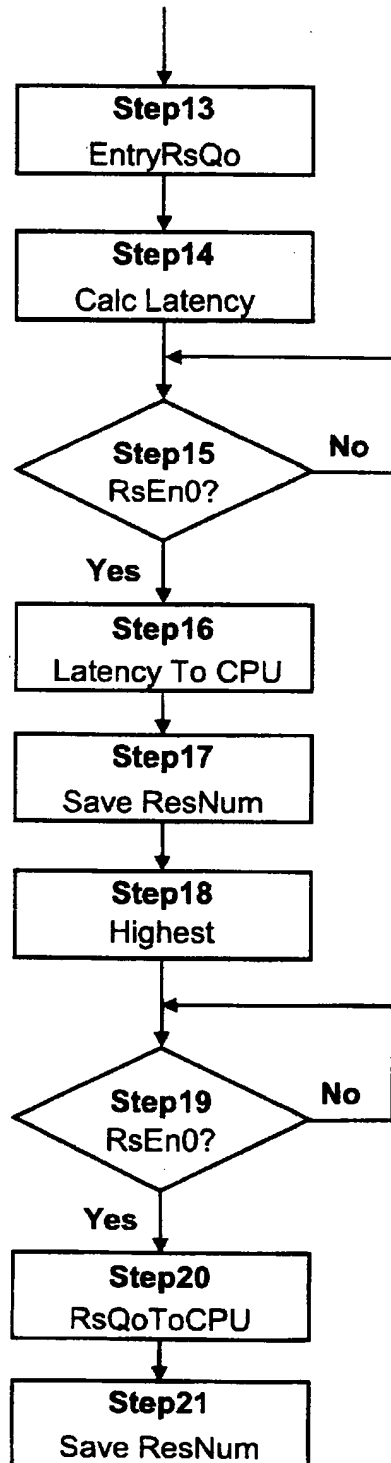 Step13
EntryRsQo
Step14
Calc Latency
Step15
RsEn0?
No
Yes
Step16
Latency To CPU
Step17
Save ResNum
Step18
Highest
Step19
RsEn0?
No
Yes
Step20
RsQoToCPU
Step21
Save ResNum